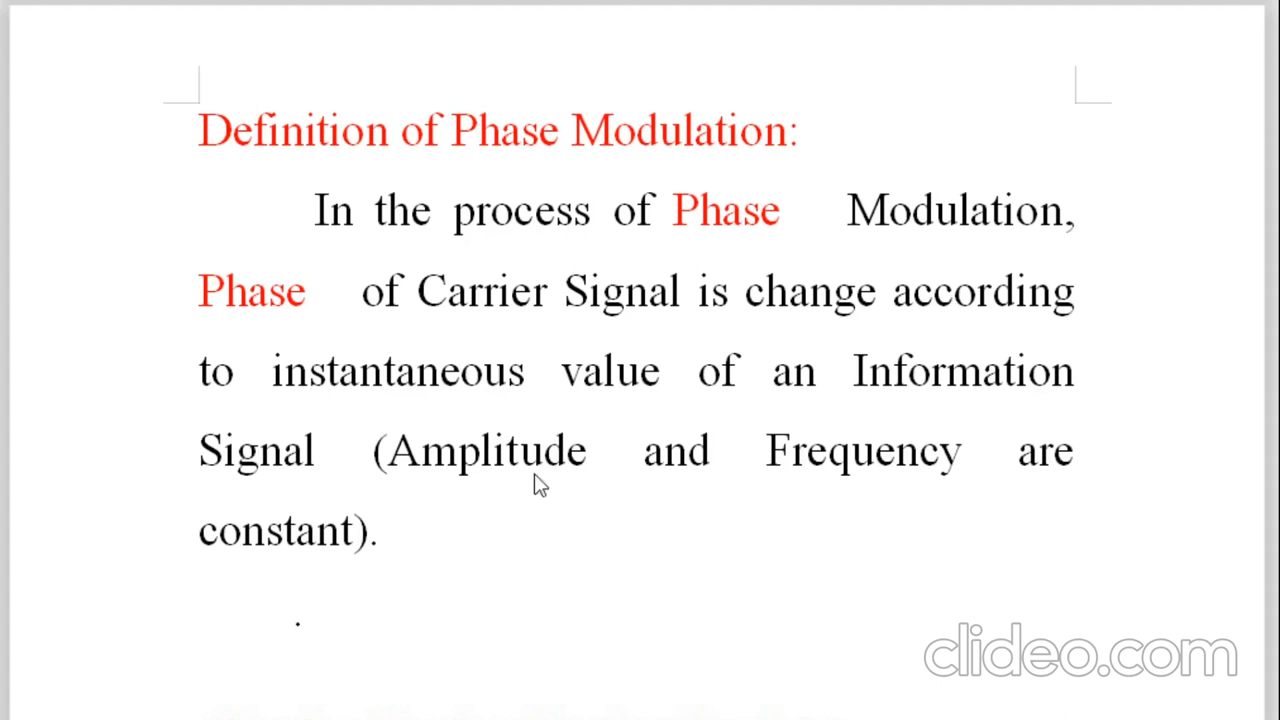 Definition of Phase Modulation:
In the process of Phase Modulation,
Phase of Carrier Signal is change according
to instantaneous value of an Information
Signal (Amplitude and Frequency are
constant).
.
clideo.com